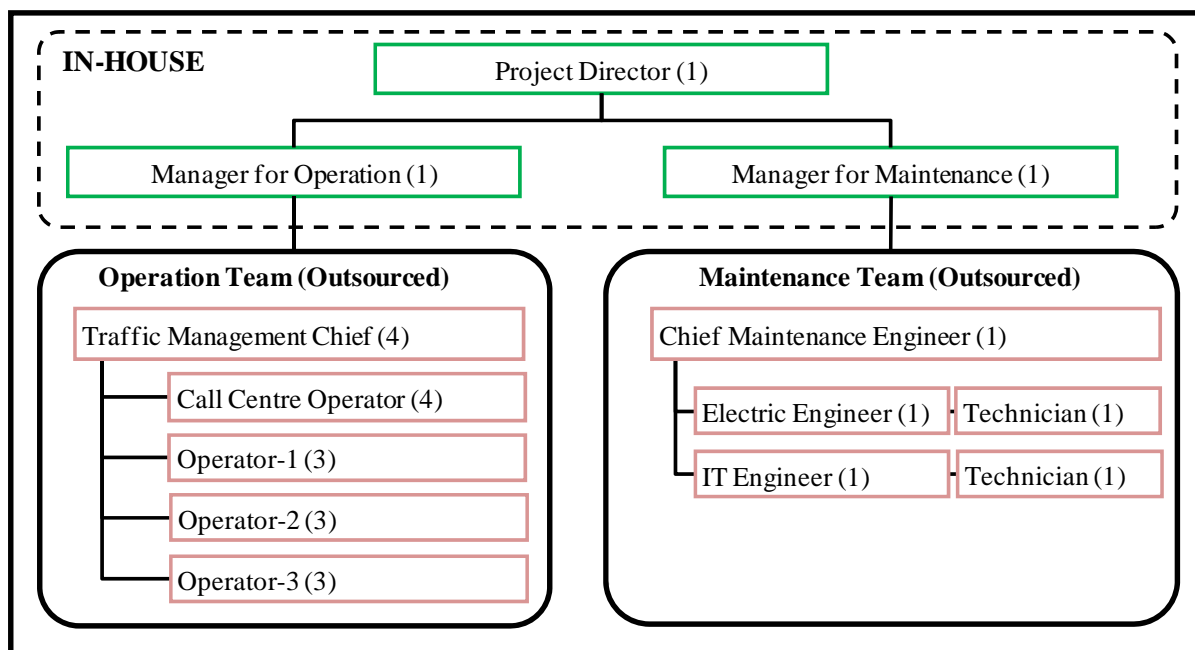 IN-HOUSE
Project Director (1)
Manager for Operation (1)
Manager for Maintenance (1)
Operation Team (Outsourced)
Traffic Management Chief (4)
Call Centre Operator (4)
Operator-1 (3)
Operator-2 (3)
Operator-3 (3)
Maintenance Team (Outsourced)
Chief Maintenance Engineer (1)
Electric Engineer (1)
Technician (1)
IT Engineer (1)
Technician (1)